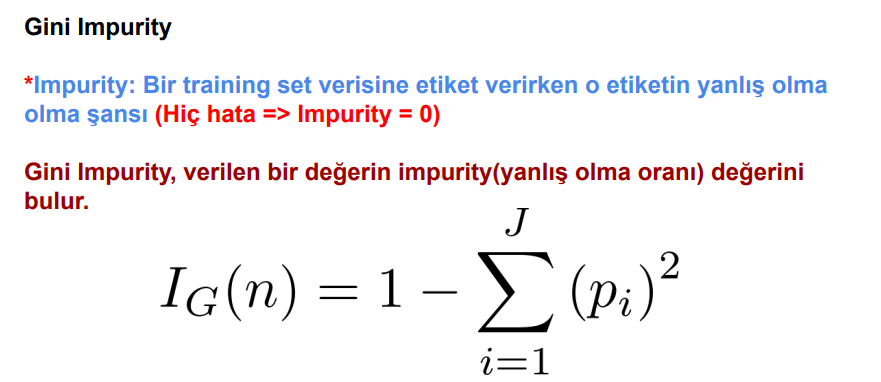 Gini Impurity
*Impurity: Bir training set verisine etiket verirken o etiketin yanlış olma
olma şansı (Hiç hata => Impurity = 0)
Gini Impurity, verilen bir değerin impurity(yanlış olma oranı) değerini
bulur.
I_G(n) = 1 − \sum_{i=1}^{J} (p_i)^2